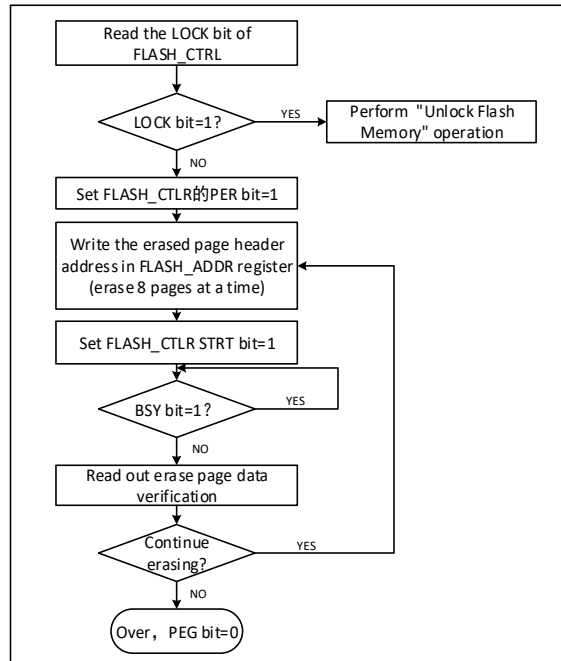 Read the LOCK bit of
FLASH_CTRL
LOCK bit=1?
YES
Perform "Unlock Flash
Memory" operation
NO
Set FLASH_CTLR的PER bit=1
Write the erased page header
address in FLASH_ADDR register
(erase 8 pages at a time)
Set FLASH_CTLR STRT bit=1
BSY bit=1?
YES
NO
Read out erase page data
verification
Continue
erasing?
YES
NO
Over，PEG bit=0